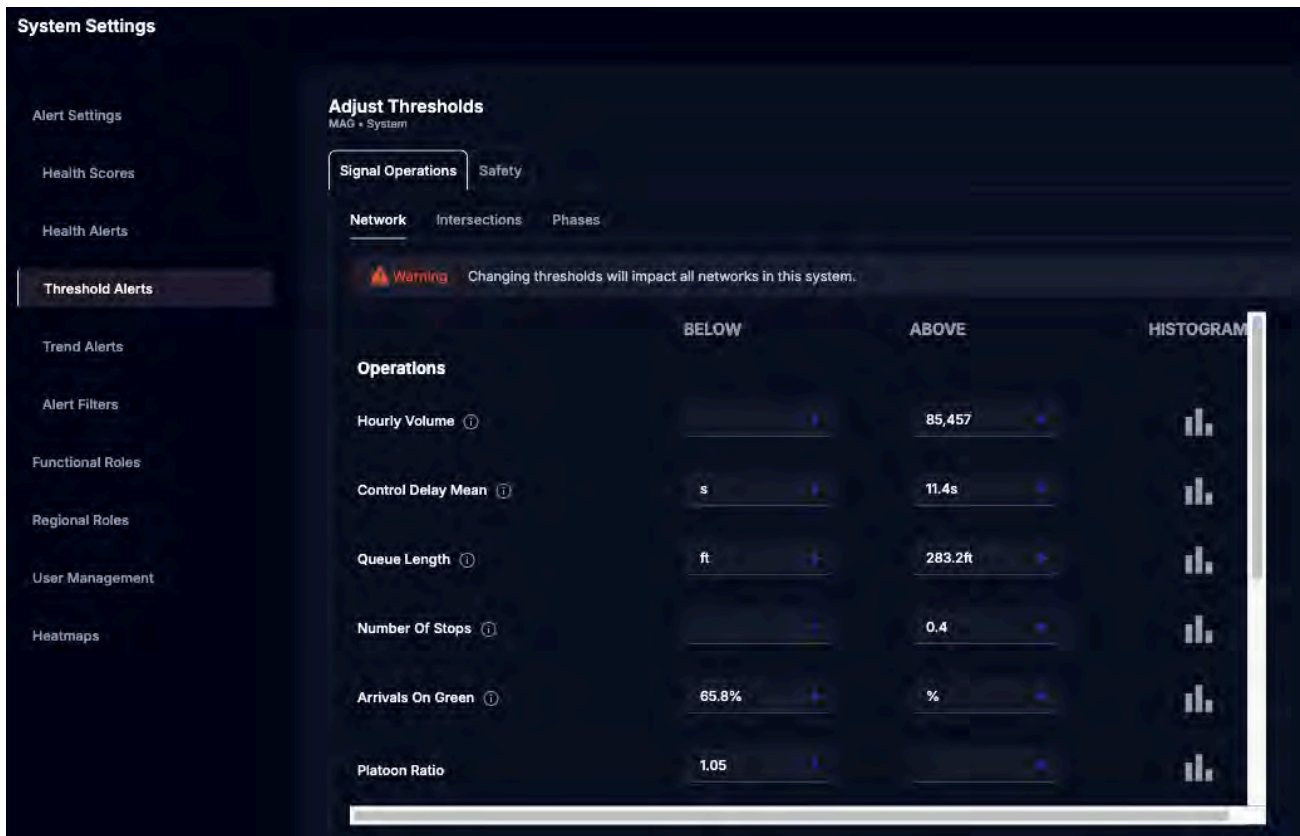 System Settings
Alert Settings
Health Scores
Health Alerts
Threshold Alerts
Trend Alerts
Alert Filters
Functional Roles
Regional Roles
User Management
Heatmaps
Adjust Thresholds
MAG • System
Signal Operations Safety
Network Intersections Phases
Warning Changing thresholds will impact all networks in this system.
BELOW ABOVE HISTOGRAM
Operations
Hourly Volume 85,457
Control Delay Mean s 11.4s
Queue Length ft 283.2ft
Number Of Stops 0.4
Arrivals On Green 65.8% %
Platoon Ratio 1.05